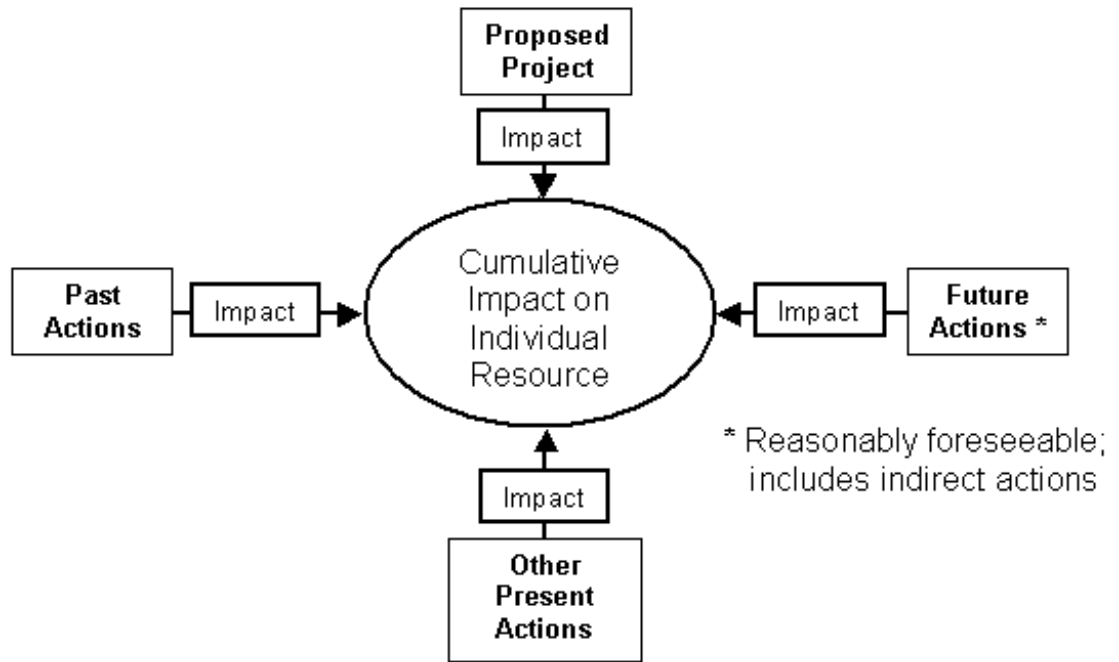 Proposed
Project
Impact
Cumulative
Impact on
Individual
Resource
Past
Actions
Impact
Impact
Future
Actions *
* Reasonably foreseeable;
includes indirect actions
Impact
Other
Present
Actions